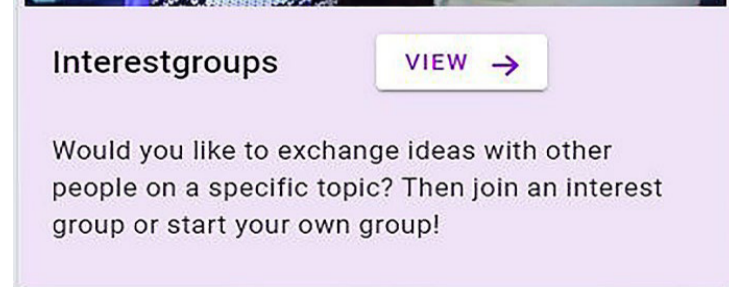 Interestgroups
VIEW →
Would you like to exchange ideas with other
people on a specific topic? Then join an interest
group or start your own group!